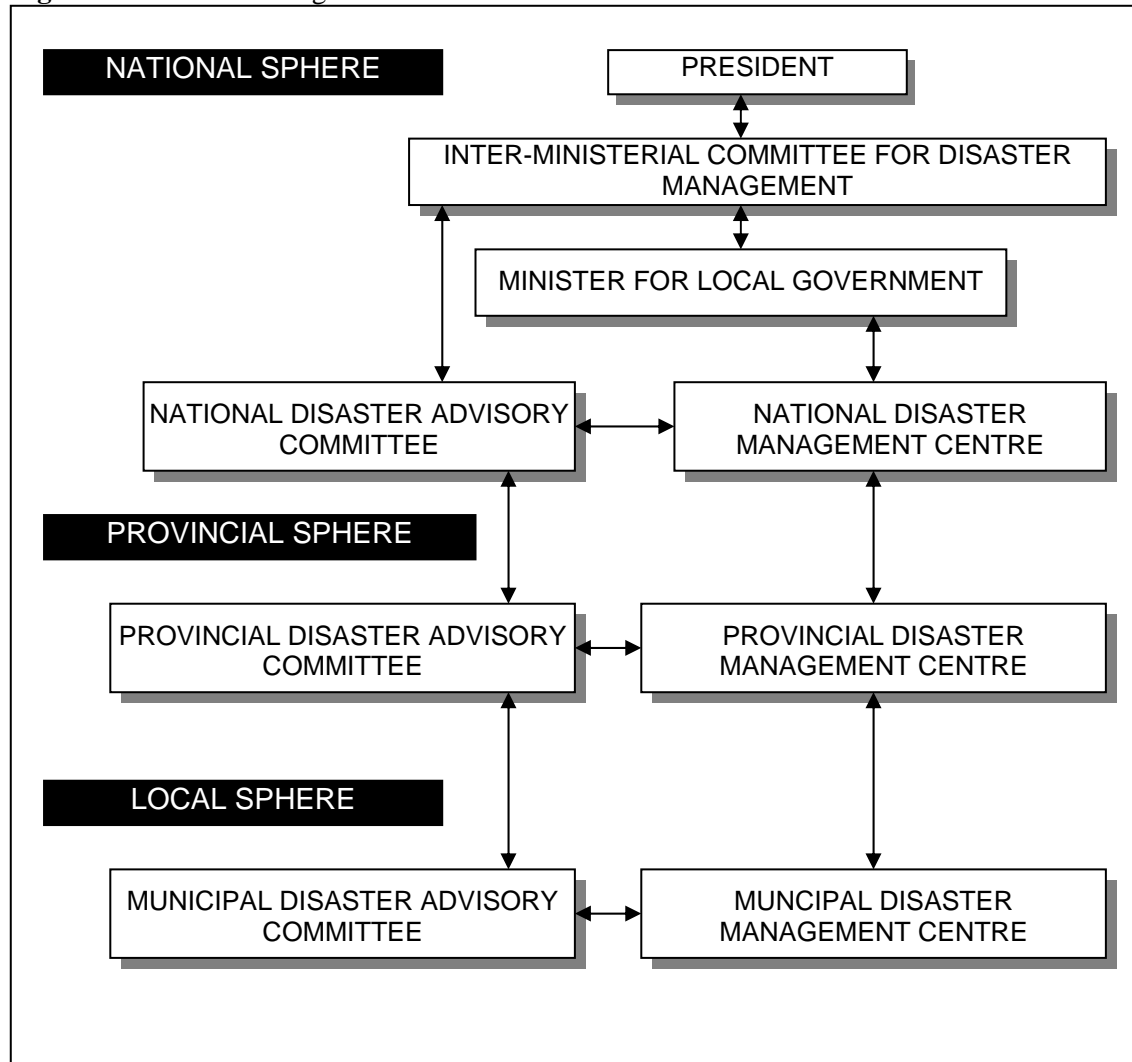 NATIONAL SPHERE
PRESIDENT
INTER-MINISTERIAL COMMITTEE FOR DISASTER
MANAGEMENT
MINISTER FOR LOCAL GOVERNMENT
NATIONAL DISASTER ADVISORY
COMMITTEE
NATIONAL DISASTER
MANAGEMENT CENTRE
PROVINCIAL SPHERE
PROVINCIAL DISASTER ADVISORY
COMMITTEE
PROVINCIAL DISASTER
MANAGEMENT CENTRE
LOCAL SPHERE
MUNICIPAL DISASTER ADVISORY
COMMITTEE
MUNCIPAL DISASTER
MANAGEMENT CENTRE